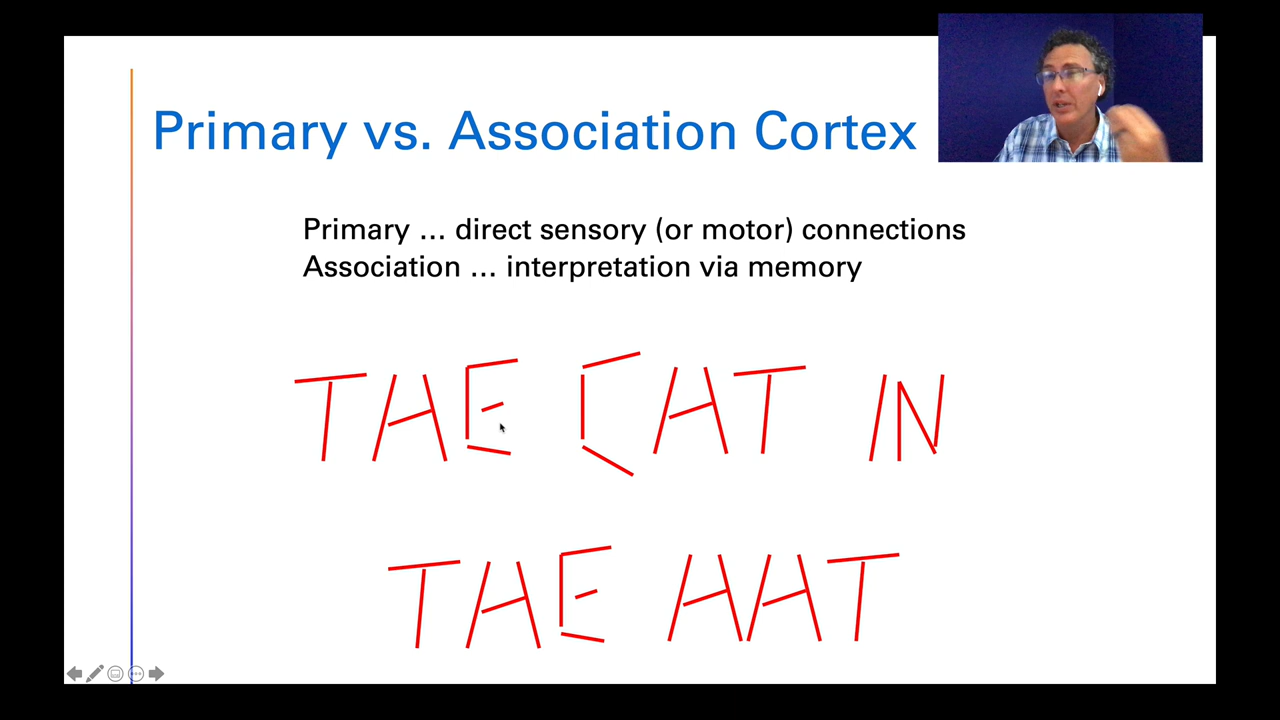 Primary vs. Association Cortex
Primary ... direct sensory (or motor) connections
Association ... interpretation via memory
THE CAT IN
THE HAT